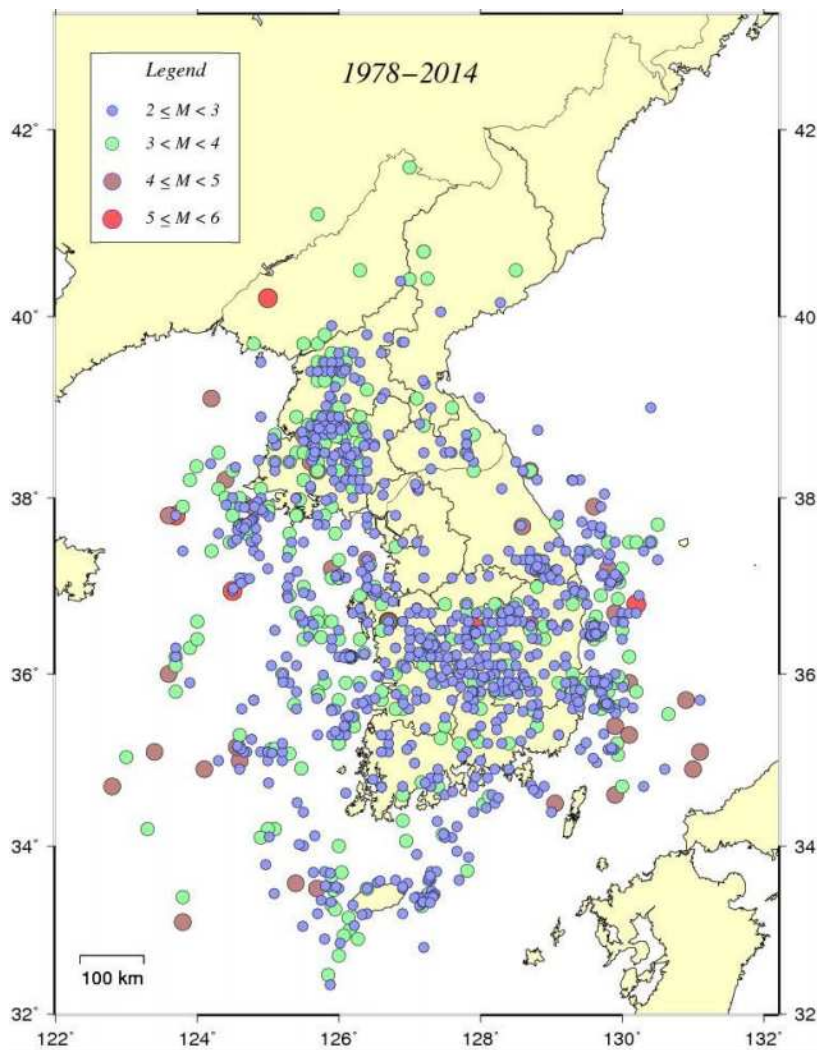 1978-2014
Legend
2 ≤ M < 3
3 < M < 4
4 ≤ M < 5
5 ≤ M < 6
42° 42
40° 40
38° 38
36° 36
34° 34
32° 32
100 km
122° 124° 126° 128° 130° 132°